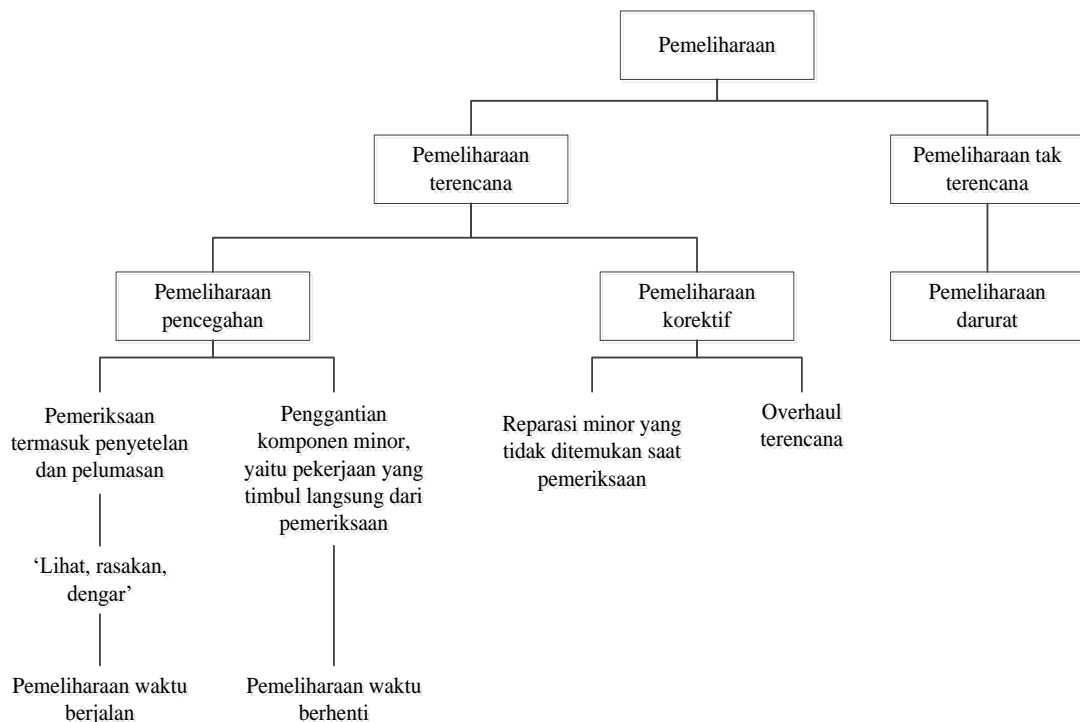 Pemeliharaan
Pemeliharaan
terencana
Pemeliharaan tak
terencana
Pemeliharaan
pencegahan
Pemeliharaan
korektif
Pemeliharaan
darurat
Pemeriksaan
termasuk penyetelan
dan pelumasan
Penggantian
komponen minor,
yaitu pekerjaan yang
timbul langsung dari
pemeriksaan
Reparasi minor yang
tidak ditemukan saat
pemeriksaan
Overhaul
terencana
‘Lihat, rasakan,
dengar’
Pemeliharaan waktu
berjalan
Pemeliharaan waktu
berhenti